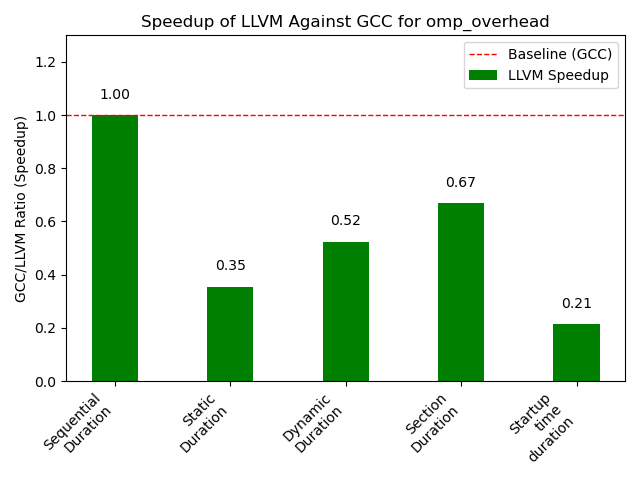 Speedup of LLVM Against GCC for omp_overhead
Baseline (GCC)
LLVM Speedup
GCC/LLVM Ratio (Speedup)
1.2
1.0
0.8
0.6
0.4
0.2
0.0
1.00
0.35
0.52
0.67
0.21
Sequential
Duration
Static
Duration
Dynamic
Duration
Section
Duration
Startup
time
duration